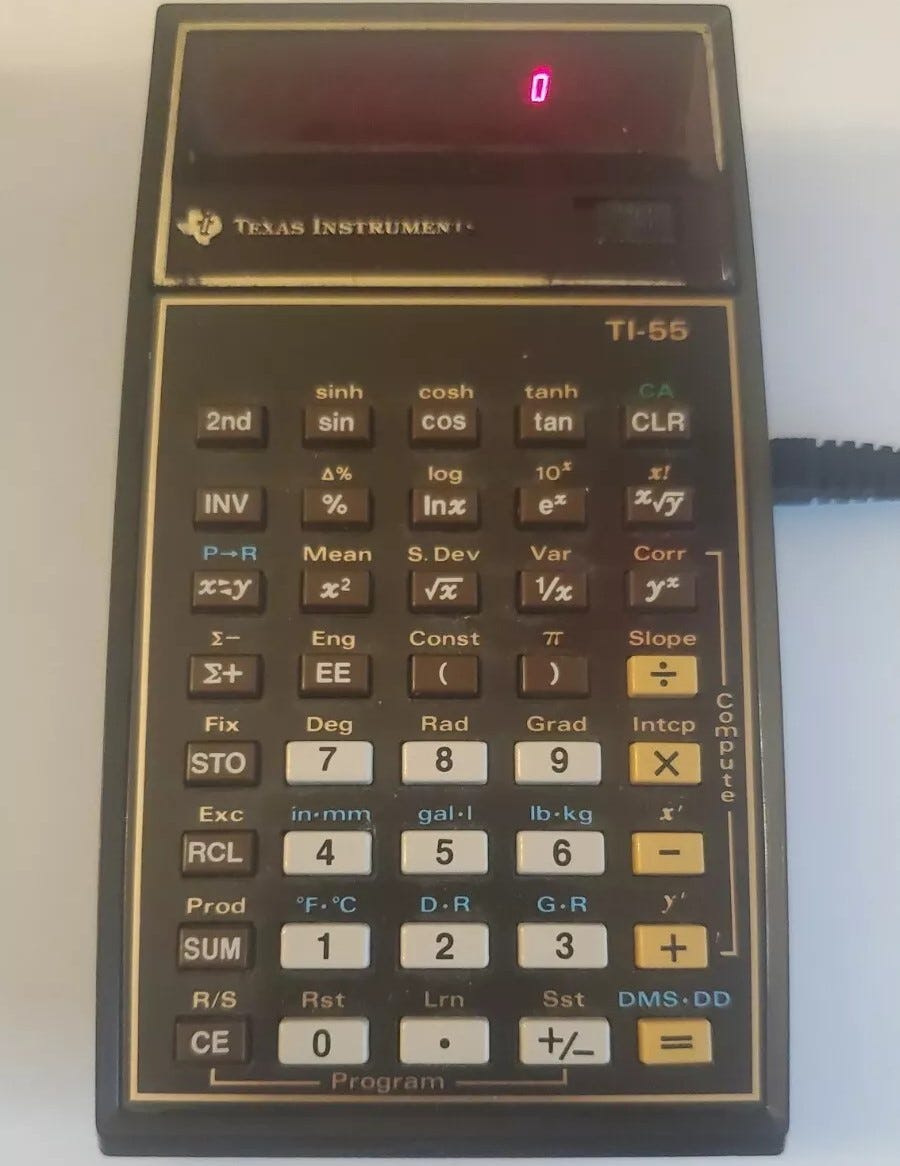 0
TEXAS INSTRUMENTS
TI-55
sinh cosh tanh CA
2nd sin cos tan CLR
Δ% log 10ˣ x!
INV % lnx eˣ ˣ√y
P→R Mean S. Dev Var Corr
x⇄y x² √x 1/x yˣ
Σ− Eng Const π Slope
Σ+ EE ( ) ÷
Fix Deg Rad Grad Intcp
STO 7 8 9 ×
Exc in·mm gal·l lb·kg x′
RCL 4 5 6 −
Prod °F·°C D·R G·R y′
SUM 1 2 3 +
Compute
R/S Rst Lrn Sst DMS·DD
CE 0 . +/− =
Program